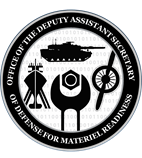 OFFICE OF THE DEPUTY ASSISTANT SECRETARY
OF DEFENSE FOR MATERIEL READINESS